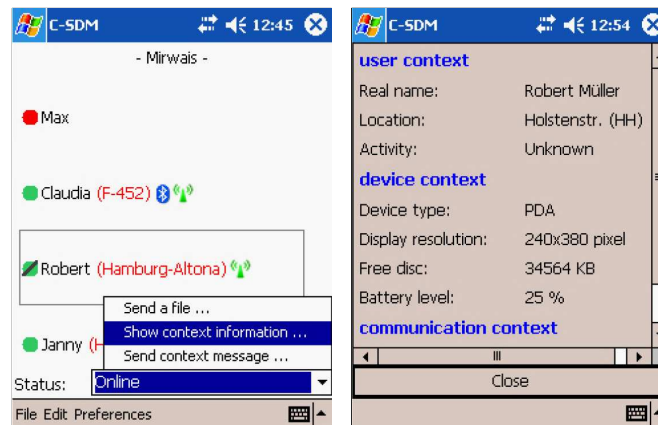 C-SDM 12:45
- Mirwais -
Max
Claudia (F-452)
Robert (Hamburg-Altona)
Send a file ...
Show context information ...
Janny (H
Send context message ...
Status: Online
File Edit Preferences
C-SDM 12:54
user context
Real name: Robert Müller
Location: Holstenstr. (HH)
Activity: Unknown
device context
Device type: PDA
Display resolution: 240x380 pixel
Free disc: 34564 KB
Battery level: 25 %
communication context
Close